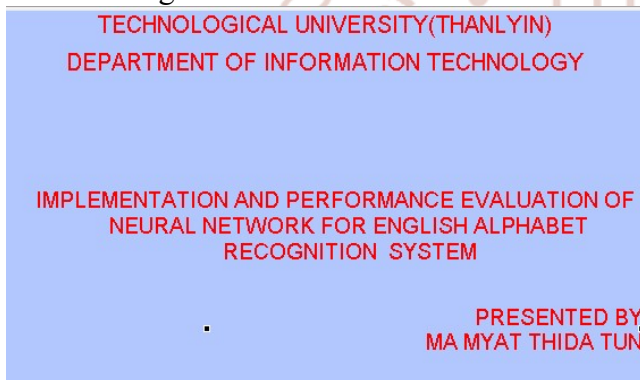 TECHNOLOGICAL UNIVERSITY(THANLYIN)
DEPARTMENT OF INFORMATION TECHNOLOGY
IMPLEMENTATION AND PERFORMANCE EVALUATION OF
NEURAL NETWORK FOR ENGLISH ALPHABET
RECOGNITION SYSTEM
PRESENTED BY
MA MYAT THIDA TUN